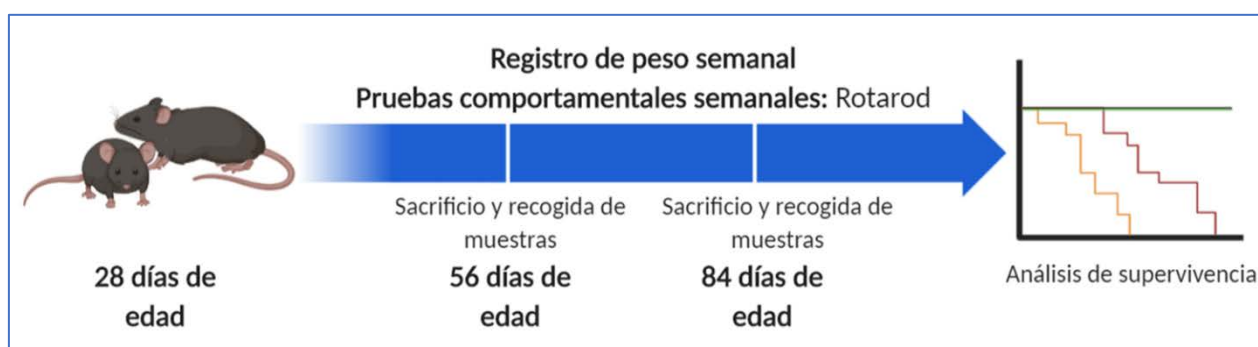 Registro de peso semanal
Pruebas comportamentales semanales: Rotarod
Sacrificio y recogida de
muestras
Sacrificio y recogida de
muestras
28 días de
edad
56 días de
edad
84 días de
edad
Análisis de supervivencia